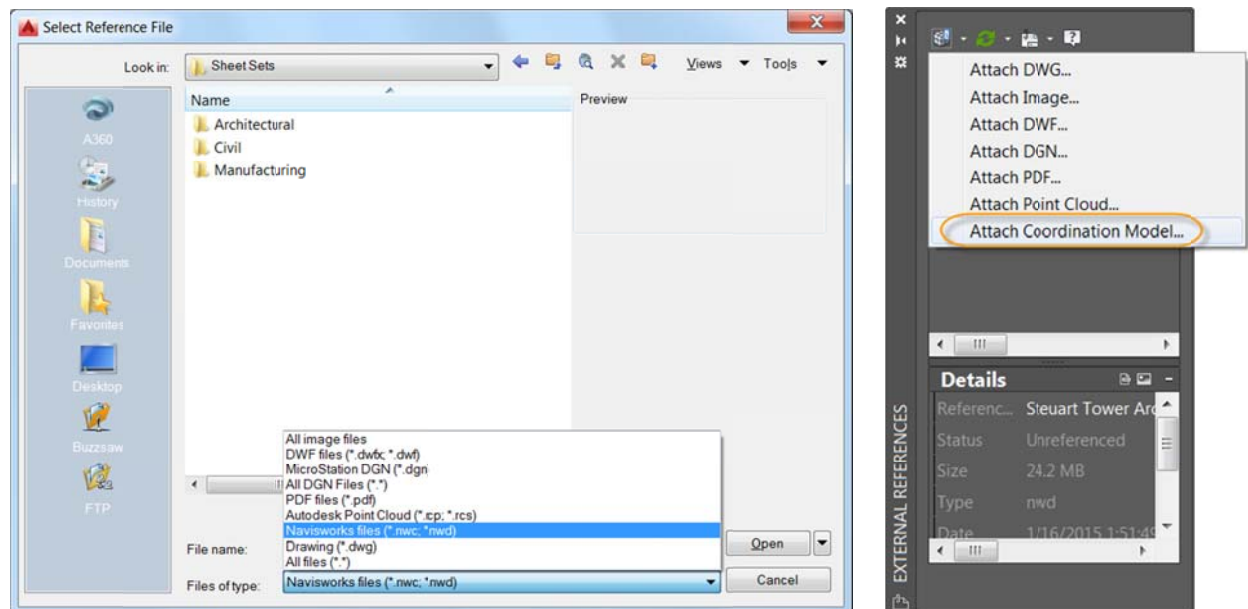 Select Reference File
Look in:
Sheet Sets
Views
Tools
Name
Preview
A360
History
Documents
Favorites
Desktop
Buzzsaw
FTP
Architectural
Civil
Manufacturing
All image files
DWF files (*.dwfx; *.dwf)
MicroStation DGN (*.dgn
All DGN Files (*.*)
PDF files (*.pdf)
Autodesk Point Cloud (*.rcp; *.rcs)
Navisworks files (*.nwc; *nwd)
Drawing (*.dwg)
All files (*.*)
File name:
Open
Files of type:
Navisworks files (*.nwc; *nwd)
Cancel
Attach DWG...
Attach Image...
Attach DWF...
Attach DGN...
Attach PDF...
Attach Point Cloud...
Attach Coordination Model...
EXTERNAL REFERENCES
Details
Referenc... Steuart Tower Arc
Status Unreferenced
Size 24.2 MB
Type nwd
Date 1/16/2015 1:51:49